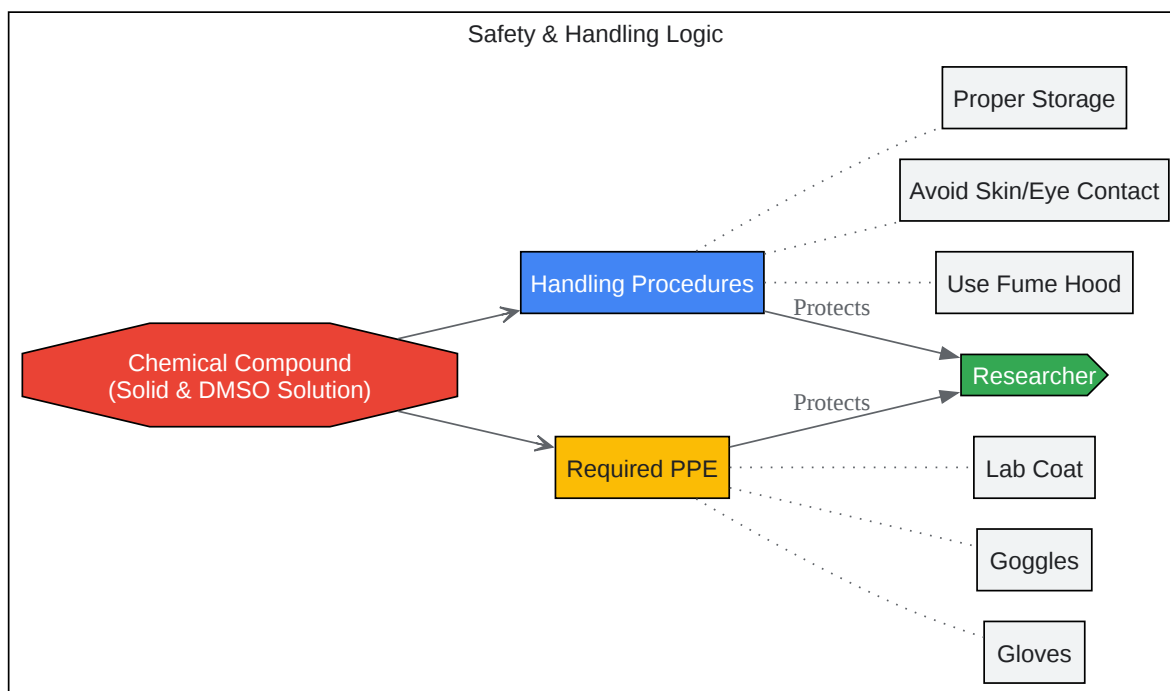 Safety & Handling Logic
Proper Storage
Avoid Skin/Eye Contact
Handling Procedures
Use Fume Hood
Protects
Chemical Compound
(Solid & DMSO Solution)
Researcher
Protects
Required PPE
Lab Coat
Goggles
Gloves